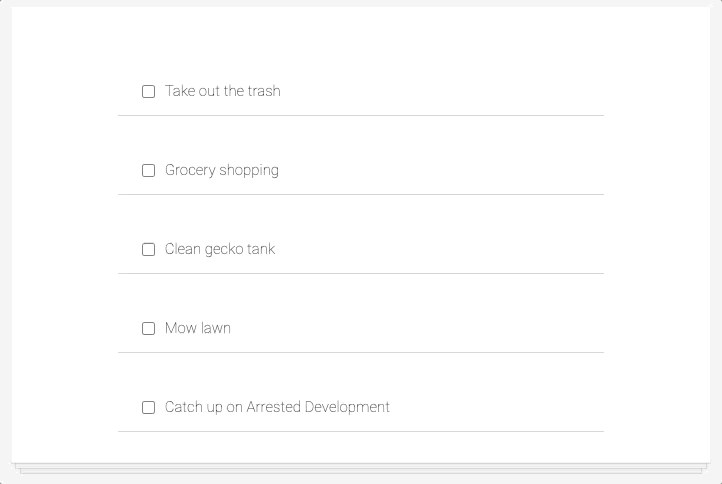 Take out the trash
Grocery shopping
Clean gecko tank
Mow lawn
Catch up on Arrested Development